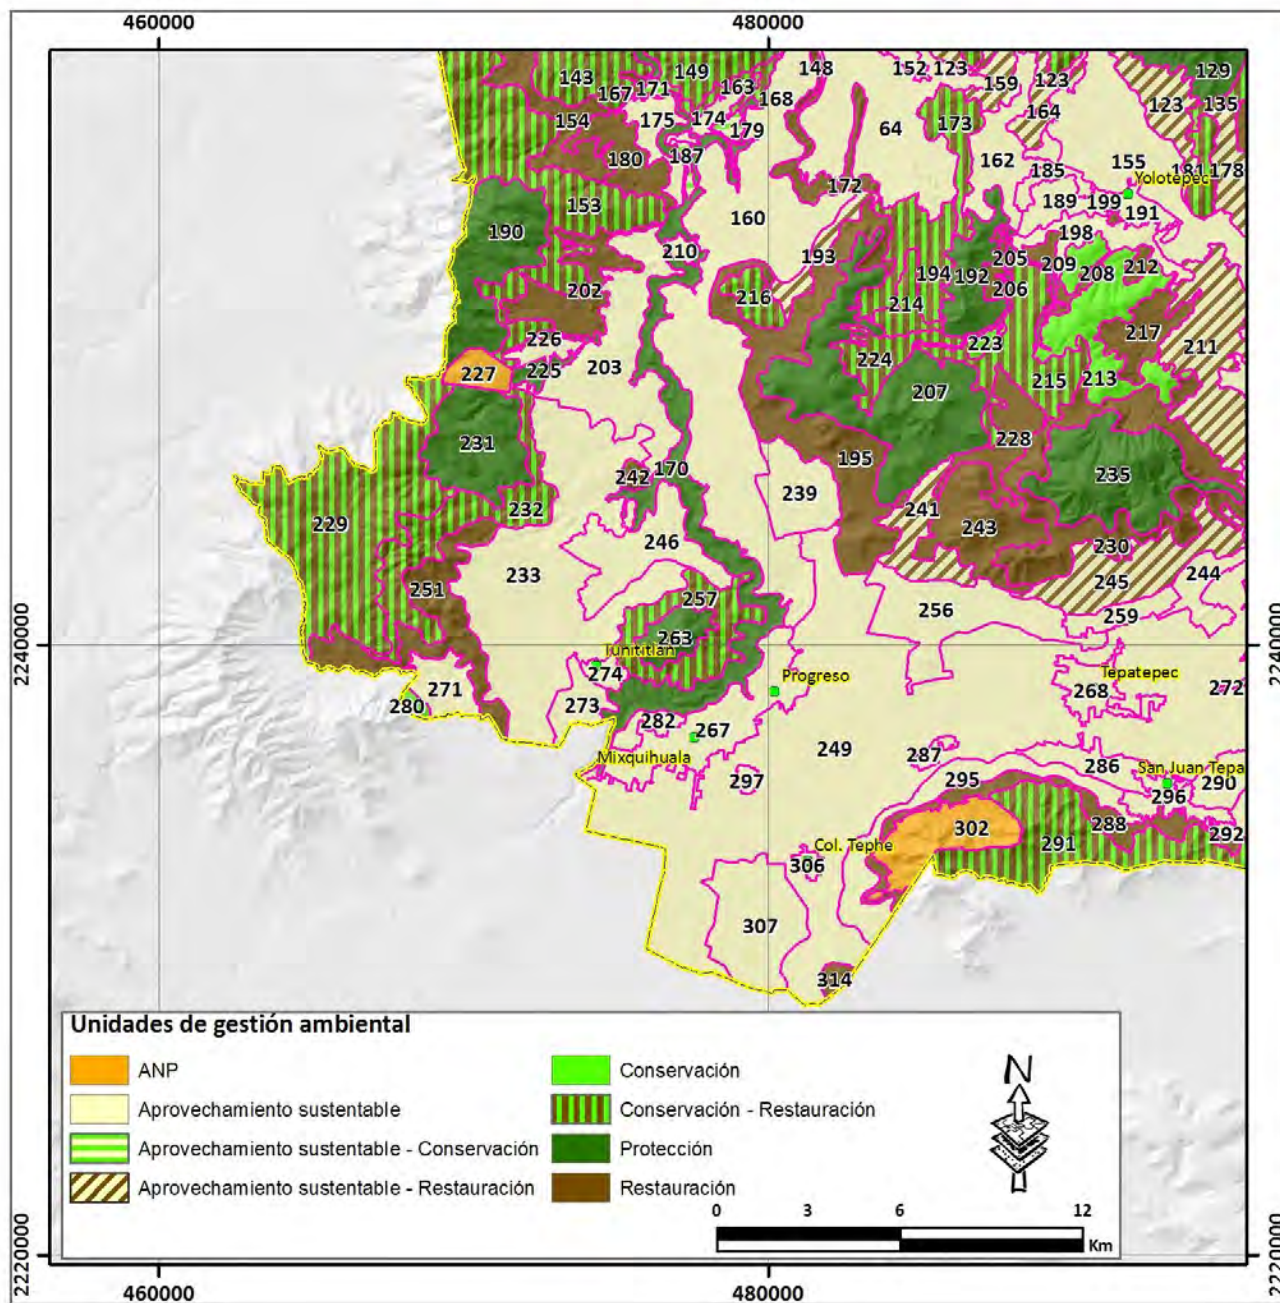 460000 480000
148 152 123
143 149 159 123 129
167 171 163 168 123 135
154 175 174 179 64 173 164
180 187 162 155 181 178
172 185 Yolotepec
153 160 189 199 191
190 210 193 198
205 209 208 212
202 216 194 192 206
214
226 223 217 211
227 225 203 224 215 213
207
231 195 228
242 170 235
229 232 239 241 243
246 230
233 245 244
251 257 256 259
2240000 263 2240000
Tunititlan
274 Progreso Tepatepec
271 268 272
280 273 282 267
Mixquihuala 249 287 286 San Juan Tepa
297 295 296 290
302 288 292
Col. Tephe 291
306
307
314
Unidades de gestión ambiental
ANP
Aprovechamiento sustentable
Aprovechamiento sustentable - Conservación
Aprovechamiento sustentable - Restauración
Conservación
Conservación - Restauración
Protección
Restauración
N
0 3 6 12
Km
2220000 2220000
460000 480000